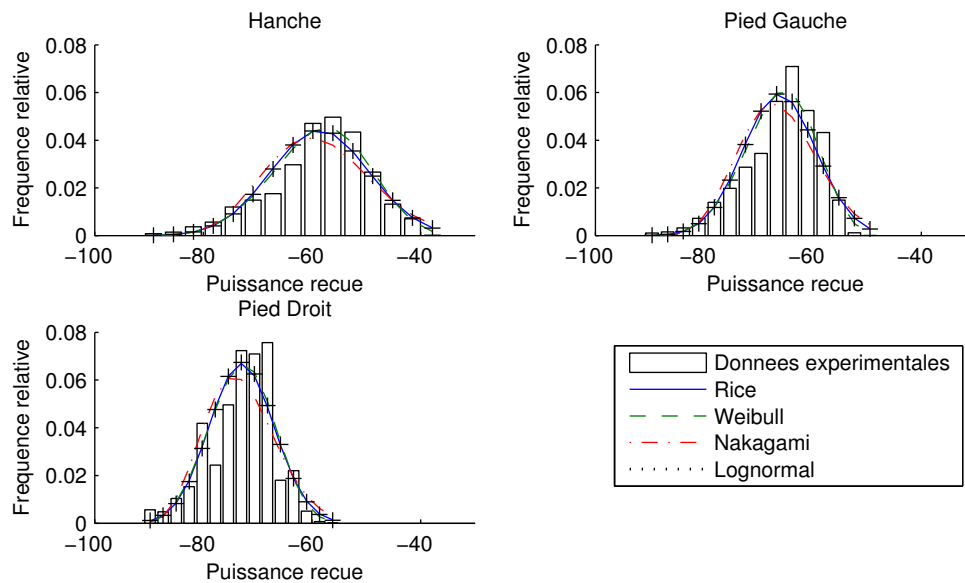 Hanche
0.08
0.06
0.04
0.02
0
Frequence relative
−100
−80
−60
−40
Puissance recue
Pied Gauche
0.08
0.06
0.04
0.02
0
Frequence relative
−100
−80
−60
−40
Puissance recue
Pied Droit
0.08
0.06
0.04
0.02
0
Frequence relative
−100
−80
−60
−40
Puissance recue
Donnees experimentales
Rice
Weibull
Nakagami
Lognormal